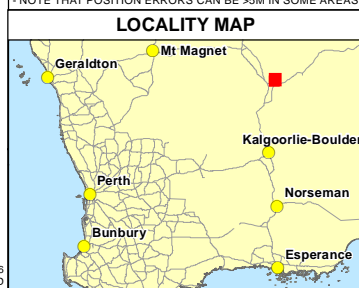 - NOTE THAT POSITION ERRORS CAN BE >5M IN SOME AREAS
LOCALITY MAP
Mt Magnet
Geraldton
Kalgoorlie-Boulder
Perth
Norseman
Bunbury
Esperance